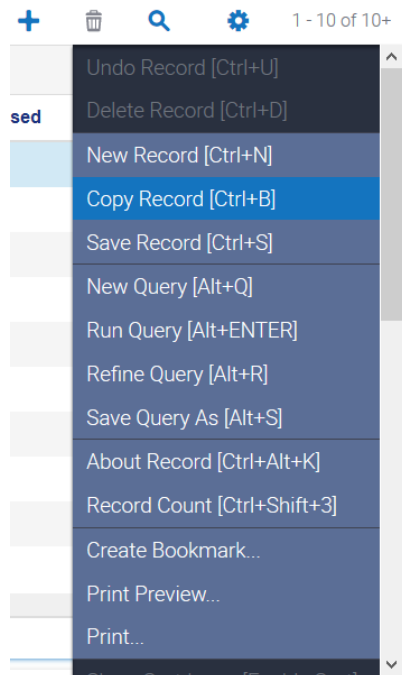 1 - 10 of 10+
Undo Record [Ctrl+U]
sed
Delete Record [Ctrl+D]
New Record [Ctrl+N]
Copy Record [Ctrl+B]
Save Record [Ctrl+S]
New Query [Alt+Q]
Run Query [Alt+ENTER]
Refine Query [Alt+R]
Save Query As [Alt+S]
About Record [Ctrl+Alt+K]
Record Count [Ctrl+Shift+3]
Create Bookmark...
Print Preview...
Print...